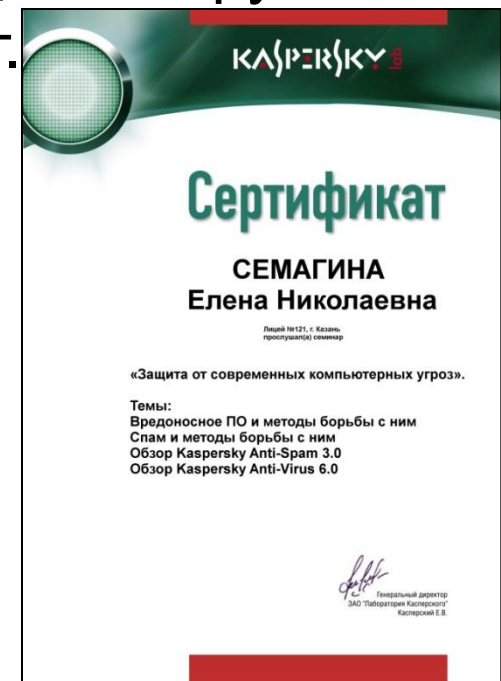 KASPERSKY lab
Сертификат
СЕМАГИНА
Елена Николаевна
Лицей №121, г. Казань
прослушал(а) семинар
«Защита от современных компьютерных угроз».
Темы:
Вредоносное ПО и методы борьбы с ним
Спам и методы борьбы с ним
Обзор Kaspersky Anti-Spam 3.0
Обзор Kaspersky Anti-Virus 6.0
Генеральный директор
ЗАО "Лаборатория Касперского"
Касперский Е.В.